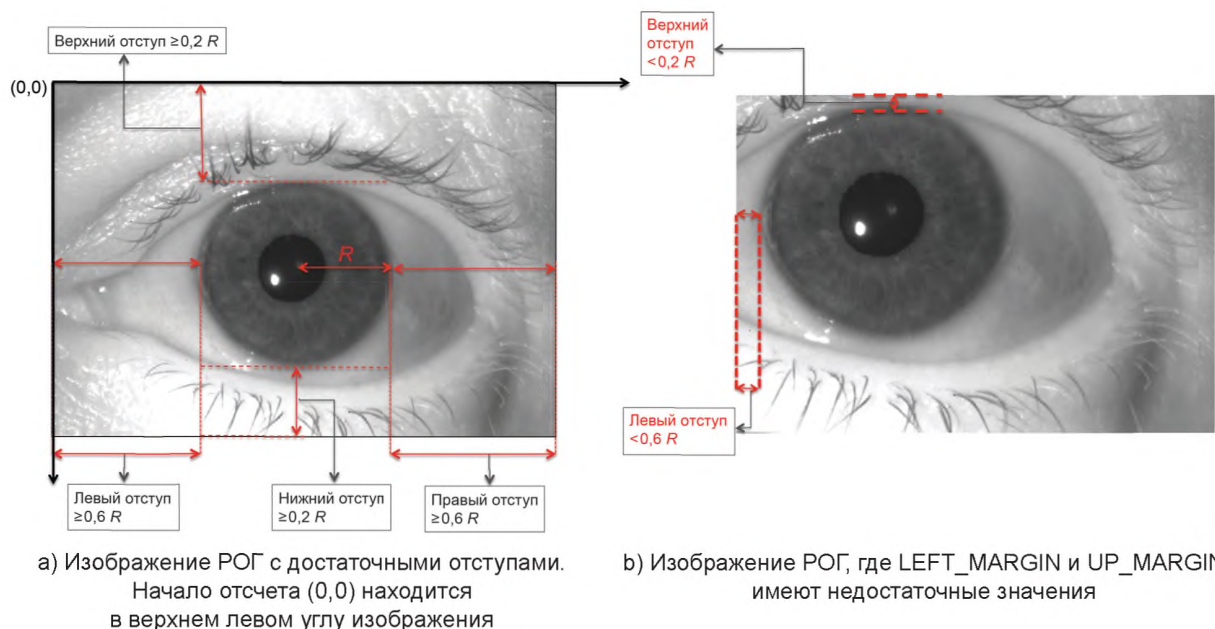 Верхний отступ ≥0,2 R
(0,0)
R
Левый отступ
≥0,6 R
Нижний отступ
≥0,2 R
Правый отступ
≥0,6 R
а) Изображение РОГ с достаточными отступами.
Начало отсчета (0,0) находится
в верхнем левом углу изображения
Верхний
отступ
<0,2 R
Левый отступ
<0,6 R
b) Изображение РОГ, где LEFT_MARGIN и UP_MARGIN
имеют недостаточные значения